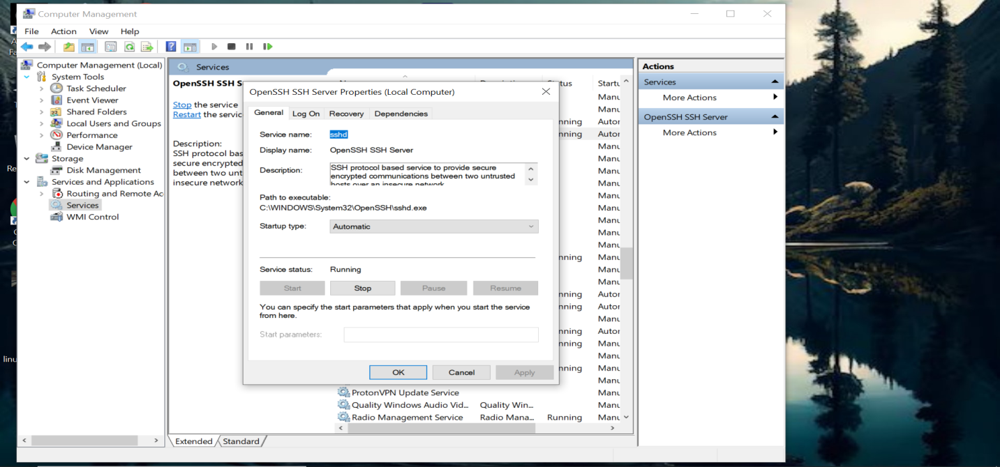 Computer Management
File Action View Help
Computer Management (Local)
System Tools
Task Scheduler
Event Viewer
Shared Folders
Local Users and Groups
Performance
Device Manager
Storage
Disk Management
Services and Applications
Routing and Remote Ac
Services
WMI Control
Services
OpenSSH SSH S
Stop the service
Restart the servic
Description:
SSH protocol bas
secure encrypted
between two unt
insecure network
tus Startu
Manu
Manu
nning Autor
nning Autor
Manu
Manu
Manu
Manu
Manu
Manu
Manu
Manu
Manu
nning Manu
Manu
Manu
nning Autor
nning Autor
Manu
nning Autor
nning Manu
Manu
nning Manu
Manu
ProtonVPN Update Service Manu
Quality Windows Audio Vid... Quality Win... Manu
Radio Management Service Radio Mana... Running Manu
Extended Standard
OpenSSH SSH Server Properties (Local Computer)
General Log On Recovery Dependencies
Service name: sshd
Display name: OpenSSH SSH Server
Description: SSH protocol based service to provide secure
encrypted communications between two untrusted
hosts over an insecure network
Path to executable:
C:\WINDOWS\System32\OpenSSH\sshd.exe
Startup type: Automatic
Service status: Running
Start Stop Pause Resume
You can specify the start parameters that apply when you start the service
from here.
Start parameters:
OK Cancel Apply
Actions
Services
More Actions
OpenSSH SSH Server
More Actions
Re
linu